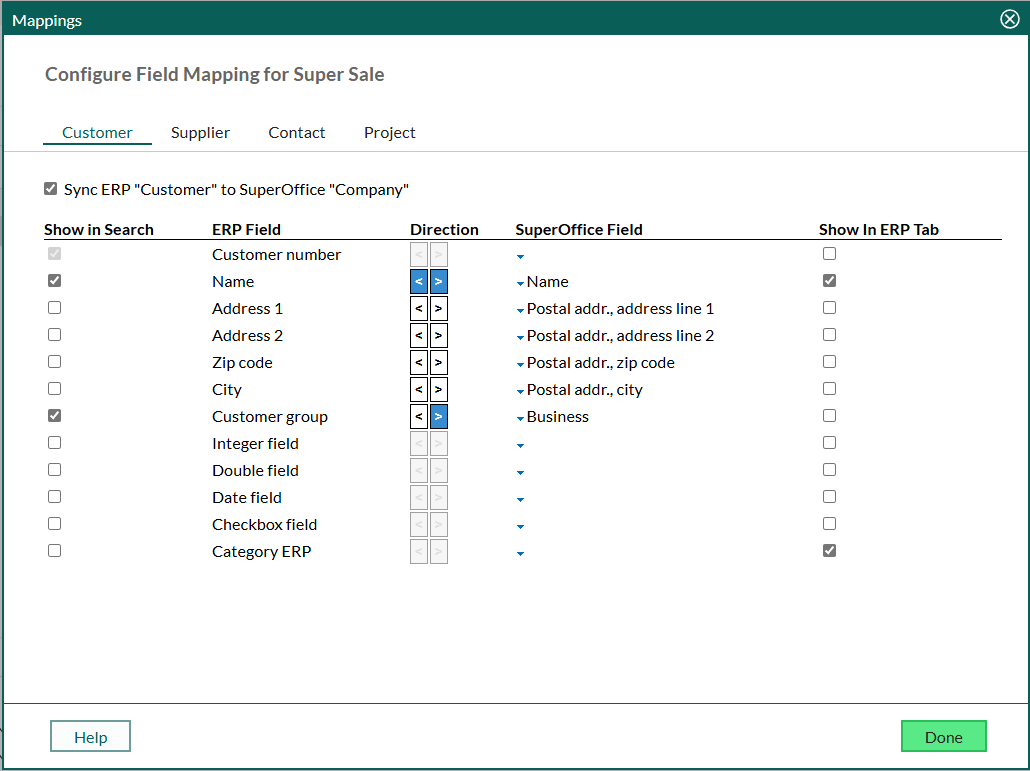 Mappings
Configure Field Mapping for Super Sale
Customer Supplier Contact Project
Sync ERP "Customer" to SuperOffice "Company"
Show in Search ERP Field Direction SuperOffice Field Show In ERP Tab
Customer number < >
Name < > Name
Address 1 < > Postal addr., address line 1
Address 2 < > Postal addr., address line 2
Zip code < > Postal addr., zip code
City < > Postal addr., city
Customer group < > Business
Integer field < >
Double field < >
Date field < >
Checkbox field < >
Category ERP < >
Help Done